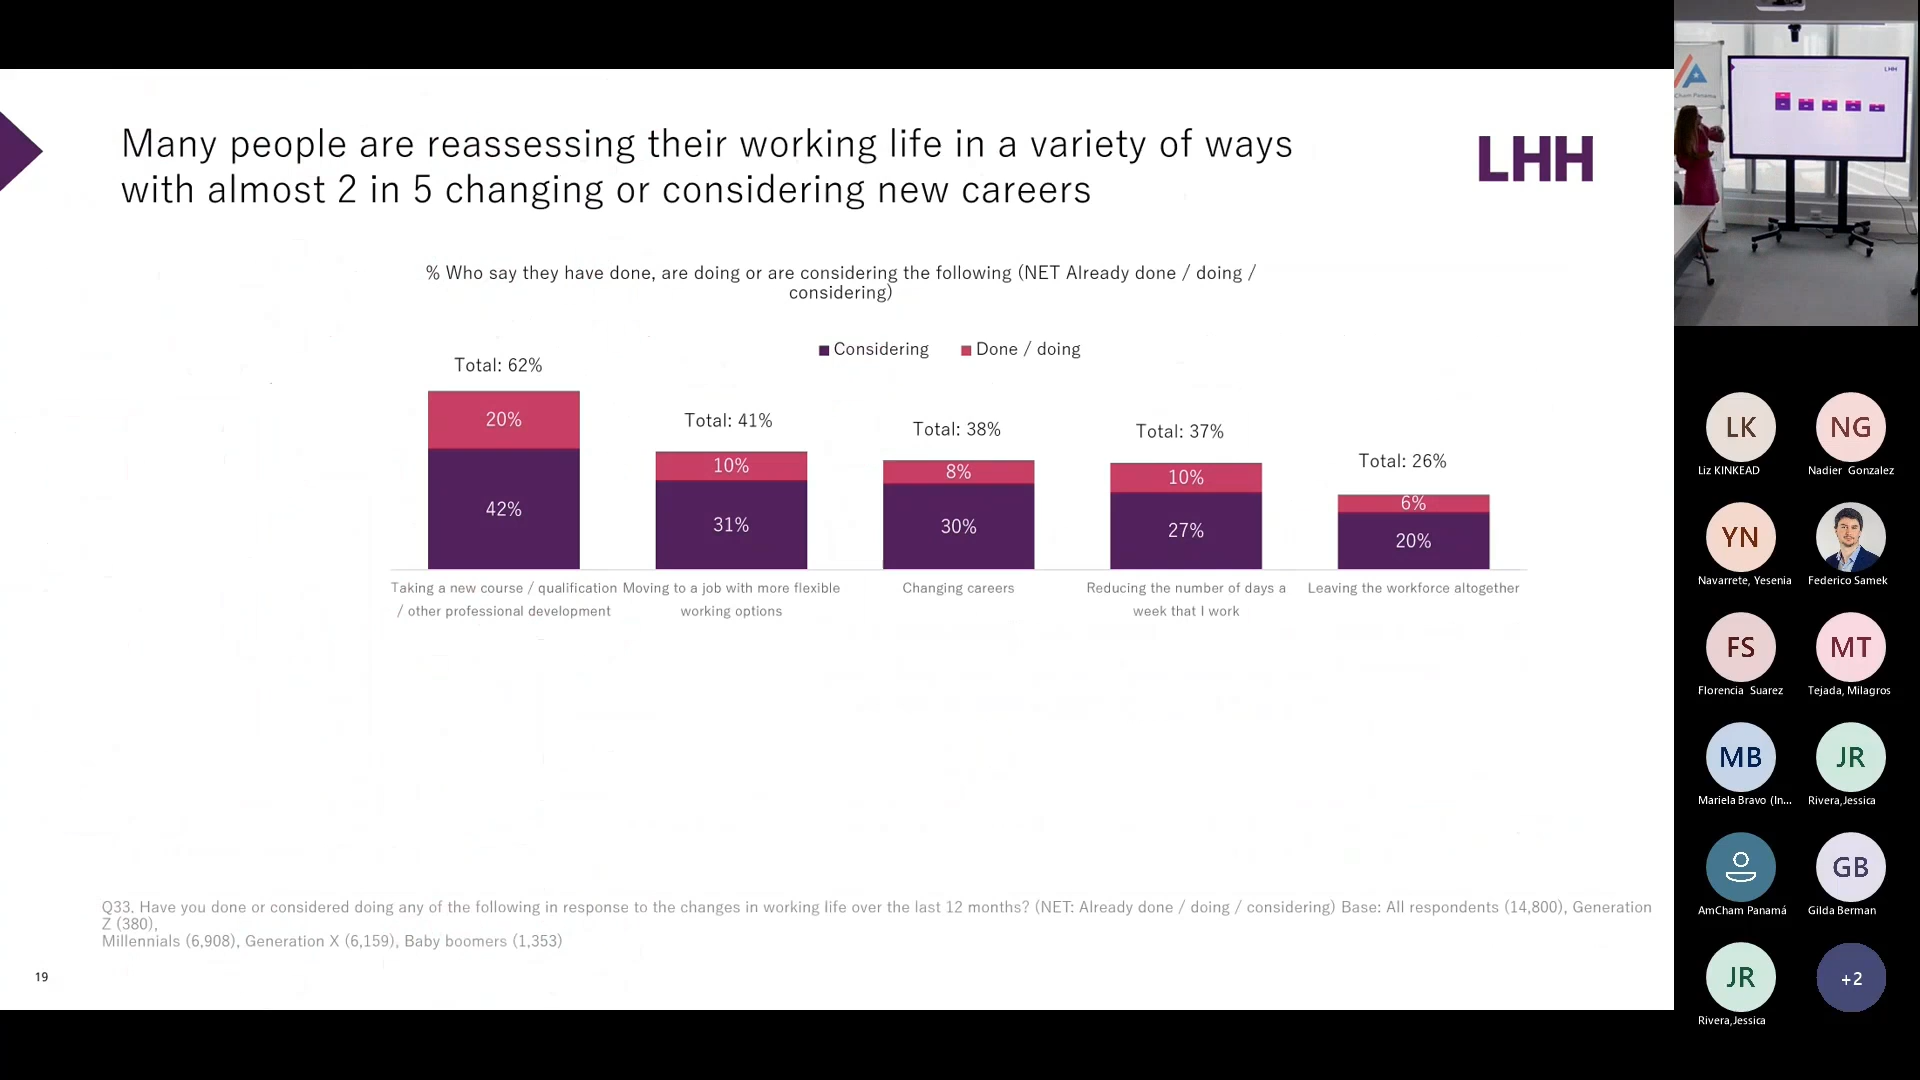 Many people are reassessing their working life in a variety of ways
with almost 2 in 5 changing or considering new careers
LHH
% Who say they have done, are doing or are considering the following (NET Already done / doing /
considering)
Considering
Done / doing
Total: 62%
20%
42%
Total: 41%
10%
31%
Total: 38%
8%
30%
Total: 37%
10%
27%
Total: 26%
6%
20%
Taking a new course / qualification
/ other professional development
Moving to a job with more flexible
working options
Changing careers
Reducing the number of days a
week that I work
Leaving the workforce altogether
Q33. Have you done or considered doing any of the following in response to the changes in working life over the last 12 months? (NET: Already done / doing / considering) Base: All respondents (14,800), Generation
Z (380),
Millennials (6,908), Generation X (6,159), Baby boomers (1,353)
19
LHH
LK
Liz KINKEAD
NG
Nadier Gonzalez
YN
Navarrete, Yesenia
Federico Samek
FS
Florencia Suarez
MT
Tejada, Milagros
MB
Mariela Bravo (In...
JR
Rivera,Jessica
AmCham Panamá
GB
Gilda Berman
JR
Rivera,Jessica
+2